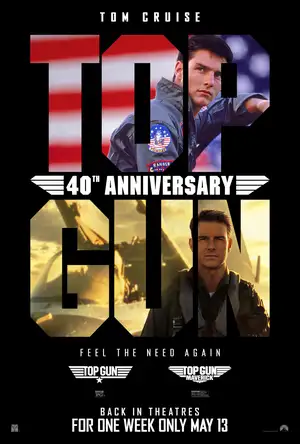 TOM CRUISE
TOP
40TH ANNIVERSARY
GUN
FEEL THE NEED AGAIN
TOP GUN TOP GUN
MAVERICK
BACK IN THEATRES
FOR ONE WEEK ONLY MAY 13